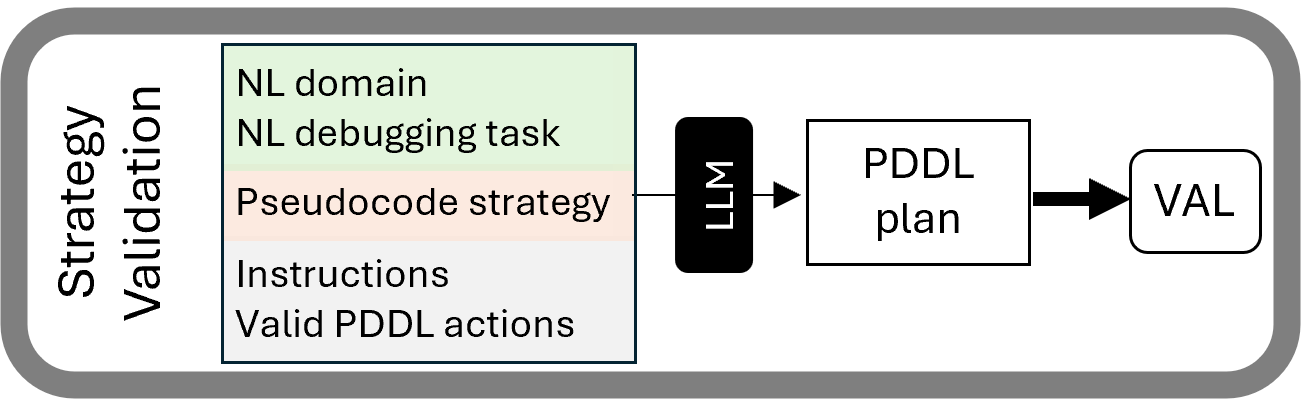 Strategy
Validation
NL domain
NL debugging task
Pseudocode strategy
Instructions
Valid PDDL actions
LLM
PDDL
plan
VAL